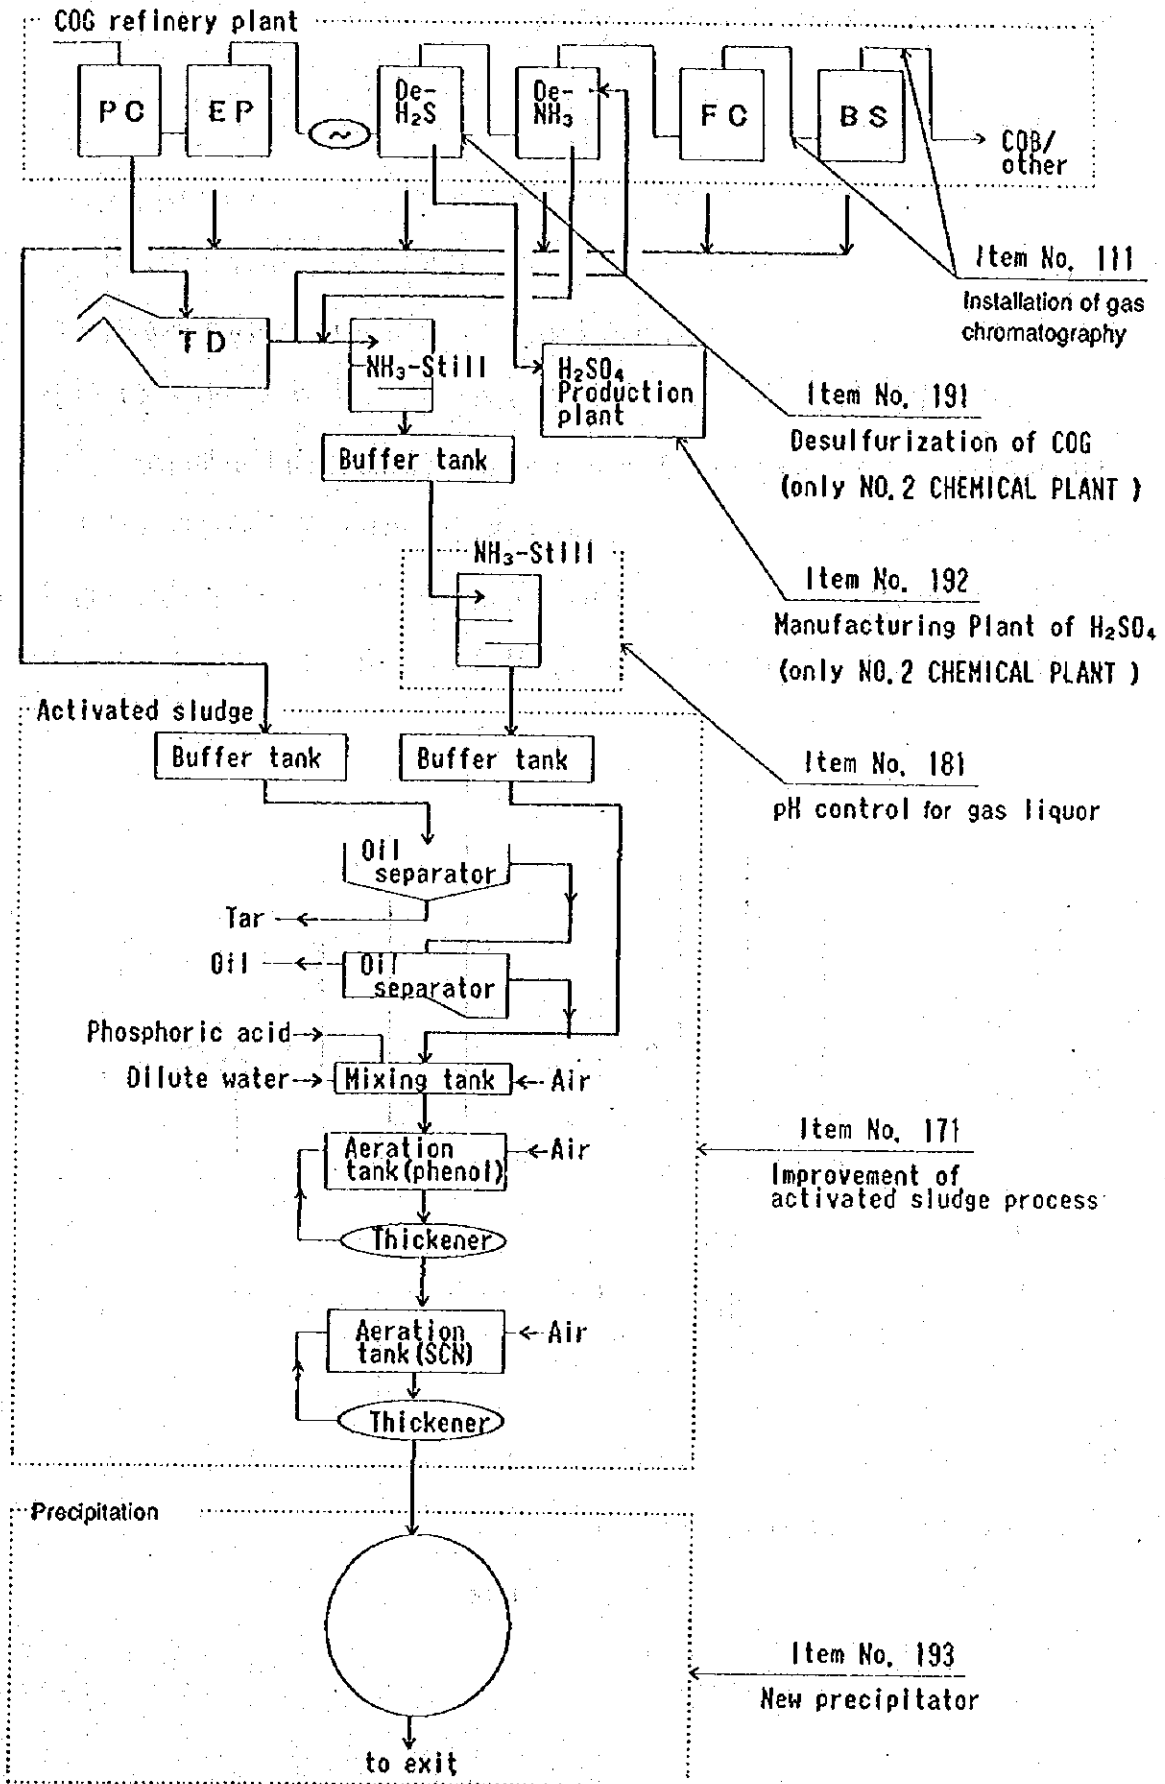 COG refinery plant
PC
EP
~
De-
H₂S
De-
NH₃
FC
BS
COB/
other
Item No. 111
Installation of gas
chromatography
TD
NH₃-Still
H₂SO₄
Production
plant
Item No. 191
Desulfurization of COG
(only NO.2 CHEMICAL PLANT )
Buffer tank
NH₃-Still
Item No. 192
Manufacturing Plant of H₂SO₄
(only NO.2 CHEMICAL PLANT )
Activated sludge
Buffer tank
Buffer tank
Item No. 181
pH control for gas liquor
Oil
separator
Tar
Oil
Oil
separator
Phosphoric acid
Dilute water
Mixing tank
Air
Aeration
tank(phenol)
Air
Item No. 171
Improvement of
activated sludge process
Thickener
Aeration
tank(SCN)
Air
Thickener
Precipitation
Item No. 193
New precipitator
to exit